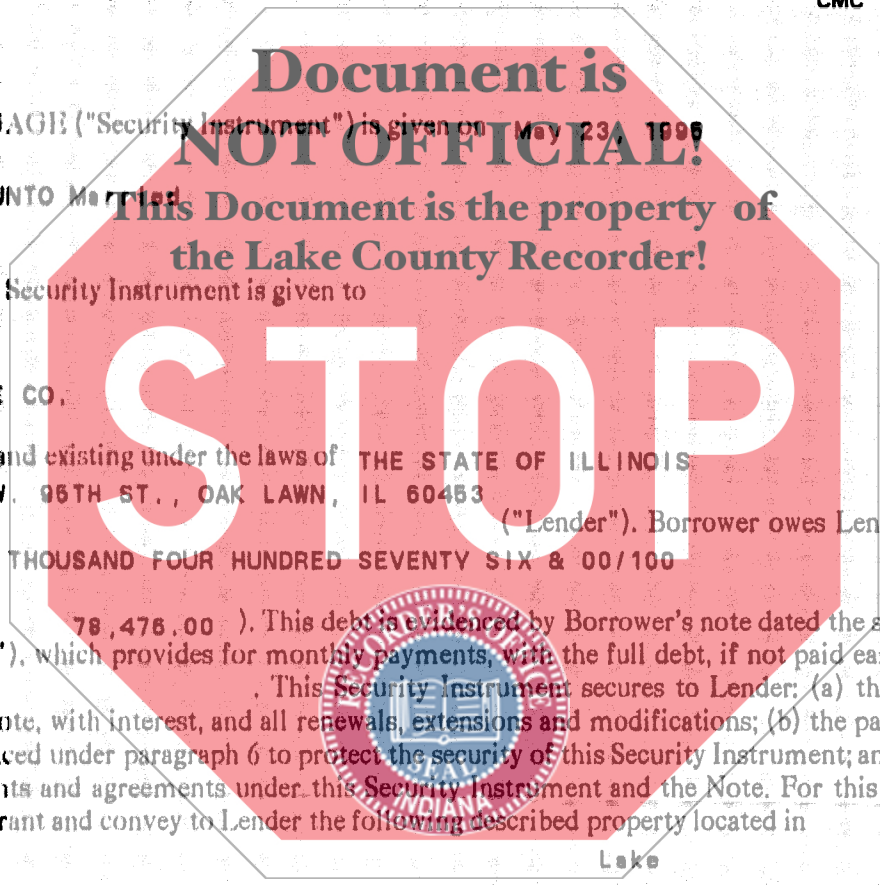 CMC
Document is
AGE ("Security Instrument") is given on May 23, 1996
NOT OFFICIAL!
UNTO Married
This Document is the property of
the Lake County Recorder!
Security Instrument is given to
STOP
E CO.
and existing under the laws of THE STATE OF ILLINOIS
W. 95TH ST., OAK LAWN, IL 60453
("Lender"). Borrower owes Len
THOUSAND FOUR HUNDRED SEVENTY SIX & 00/100
78,476.00 ). This debt is evidenced by Borrower's note dated the s
"), which provides for monthly payments, with the full debt, if not paid ear
. This Security Instrument secures to Lender: (a) th
ote, with interest, and all renewals, extensions and modifications; (b) the pa
ced under paragraph 6 to protect the security of this Security Instrument; an
nts and agreements under this Security Instrument and the Note. For this
rant and convey to Lender the following described property located in
Lake
RECORDER'S OFFICE
SEAL
INDIANA